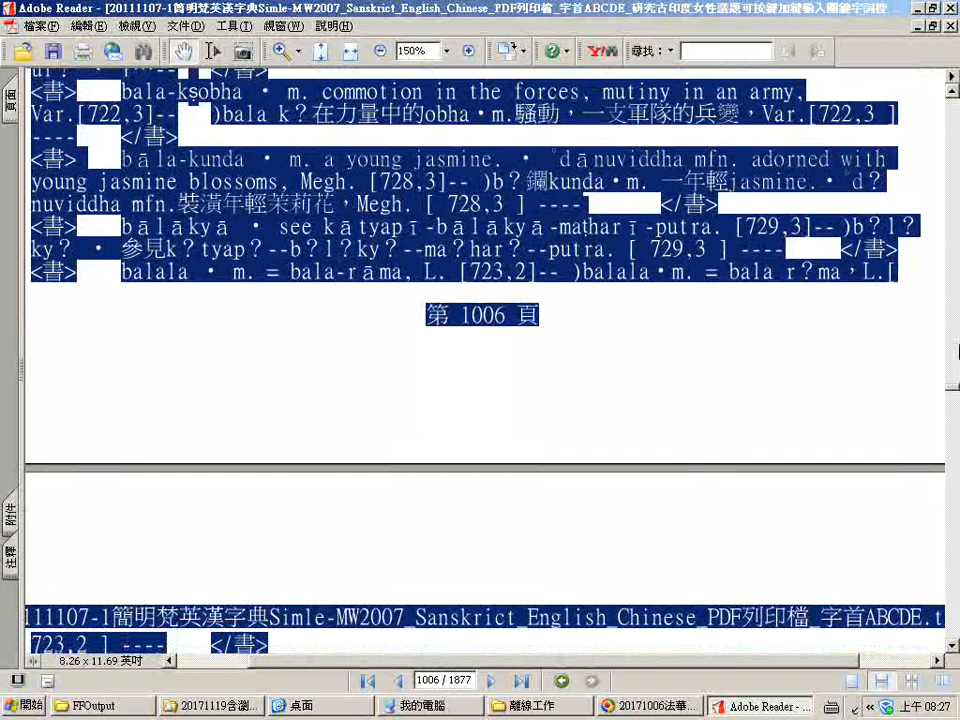 Adobe Reader - [20111107-1簡明梵英漢字典Simle-MW2007_Sanskrict_English_Chinese_PDF列印檔_字首ABCDE_研究古印度女性議題可按加鍵輸入關鍵字詞搜
檔案(F) 編輯(E) 檢視(V) 文件(D) 工具(T) 視窗(W) 說明(H)
150% Y! 尋找：
頁面
<書> bala-kṣobha • m. commotion in the forces, mutiny in an army,
Var.[722,3]-- )bala k？在力量中的obha•m.騷動，一支軍隊的兵變，Var.[722,3 ]
---- </書>
<書> bāla-kunda • m. a young jasmine. • °dānuviddha mfn. adorned with
young jasmine blossoms, Megh. [728,3]-- )b？鑭kunda•m. 一年輕jasmine.•°d？
nuviddha mfn.裝潢年輕茉莉花，Megh. [ 728,3 ] ---- </書>
<書> bālākyā • see kātyapī-bālākyā-maṭharī-putra. [729,3]-- )b？l？
ky？ • 參見k？tyap？--b？l？ky？--ma？har？--putra. [ 729,3 ] ---- </書>
<書> balala • m. = bala-rāma, L. [723,2]-- )balala•m. = bala r？ma，L.[
第 1006 頁
附件
註釋
111107-1簡明梵英漢字典Simle-MW2007_Sanskrict_English_Chinese_PDF列印檔_字首ABCDE.t
723,2 ] ---- </書>
8.26 x 11.69 英吋
1006 / 1877
開始 FFOutput 20171119含瀏... 桌面 我的電腦 離線工作 20171006法華... Adobe Reader - ... 上午 08:27